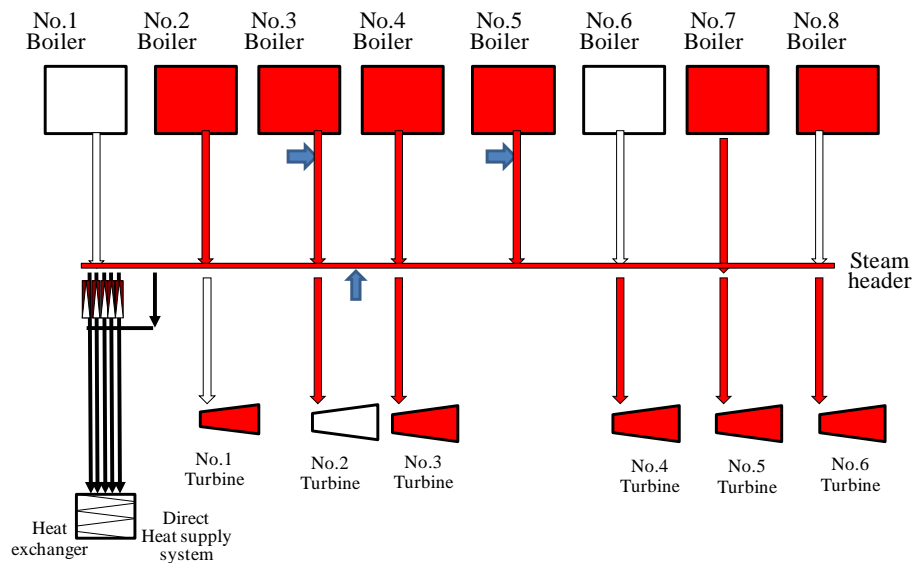 No.1
Boiler
No.2
Boiler
No.3
Boiler
No.4
Boiler
No.5
Boiler
No.6
Boiler
No.7
Boiler
No.8
Boiler
Steam
header
No.1
Turbine
No.2
Turbine
No.3
Turbine
No.4
Turbine
No.5
Turbine
No.6
Turbine
Heat
exchanger
Direct
Heat supply
system